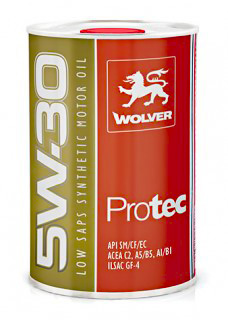 5W-30
LOW SAPS SYNTHETIC MOTOR OIL
WOLVER
Protec
API SM/CF/EC
ACEA C2, A5/B5, A1/B1
ILSAC GF-4